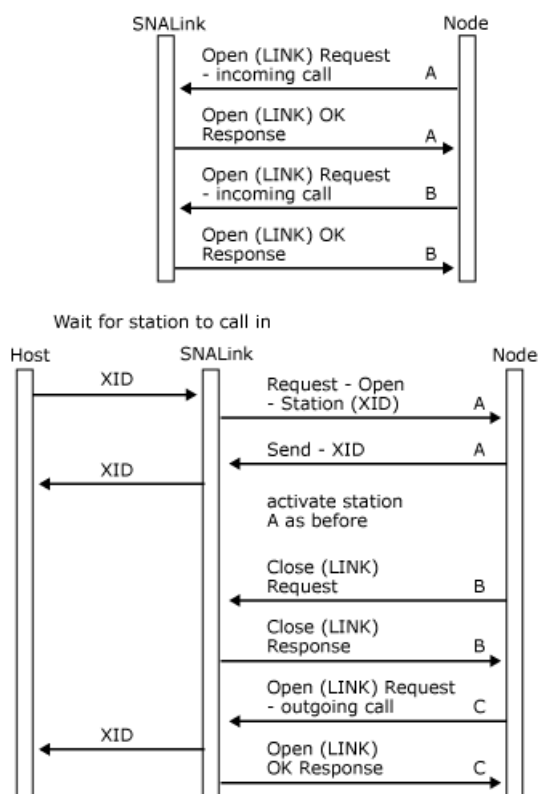 SNALink Node
Open (LINK) Request
- incoming call A
Open (LINK) OK
Response A
Open (LINK) Request
- incoming call B
Open (LINK) OK
Response B
Wait for station to call in
Host SNALink Node
XID
Request - Open
- Station (XID) A
Send - XID A
XID
activate station
A as before
Close (LINK)
Request B
Close (LINK)
Response B
Open (LINK) Request
- outgoing call C
XID
Open (LINK)
OK Response C